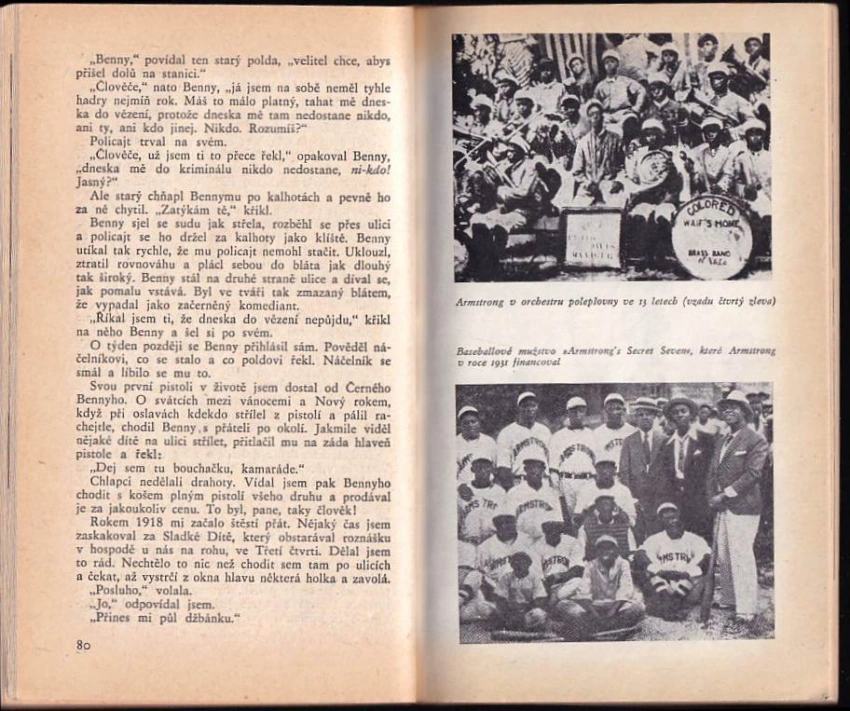 „Benny,“ povídal ten starý polda, „velitel chce, abys
přišel dolů na stanici.“
„Člověče,“ nato Benny, „já jsem na sobě neměl tyhle
hadry nejmíň rok. Máš to málo platný, tahat mě dnes-
ka do vězení, protože dneska mě tam nedostane nikdo,
ani ty, ani kdo jinej. Nikdo. Rozumíš?“
Policajt trval na svém.
„Člověče, už jsem ti to přece řekl,“ opakoval Benny,
„dneska mě do kriminálu nikdo nedostane, ni-kdo!
Jasný?“
Ale starý chňapl Bennymu po kalhotách a pevně ho
za ně chytil. „Zatýkám tě,“ křikl.
Benny sjel se sudu jak střela, rozběhl se přes ulici
a policajt se ho držel za kalhoty jako klíště. Benny
utíkal tak rychle, že mu policajt nemohl stačit. Uklouzl,
ztratil rovnováhu a plácl sebou do bláta jak dlouhý
tak široký. Benny stál na druhé straně ulice a díval se,
jak pomalu vstává. Byl ve tváři tak zmazaný blátem,
že vypadal jako začerněný komediant.
„Říkal jsem ti, že dneska do vězení nepůjdu,“ křikl
na něho Benny a šel si po svém.
O týden později se Benny přihlásil sám. Pověděl ná-
čelníkovi, co se stalo a co poldovi řekl. Náčelník se
smál a líbilo se mu to.
Svou první pistoli v životě jsem dostal od Černého
Bennyho. O svátcích mezi vánocemi a Nový rokem,
když při oslavách kdekdo střílel z pistolí a pálil ra-
chejtle, chodil Benny s přáteli po okolí. Jakmile viděl
nějaké dítě na ulici střílet, přitlačil mu na záda hlaveň
pistole a řekl:
„Dej sem tu bouchačku, kamaráde.“
Chlapci nedělali drahoty. Vídal jsem pak Bennyho
chodit s košem plným pistolí všeho druhu a prodával
je za jakoukoliv cenu. To byl, pane, taky člověk!
Rokem 1918 mi začalo štěstí přát. Nějaký čas jsem
zaskakoval za Sladké Dítě, který obstarával roznášku
v hospodě u nás na rohu, ve Třetí čtvrti. Dělal jsem
to rád. Nechtělo to nic než chodit sem tam po ulicích
a čekat, až vystrčí z okna hlavu některá holka a zavolá.
„Posluho,“ volala.
„Jo,“ odpovídal jsem.
„Přines mi půl džbánku.“
80
COLORED
WAIF'S HOME
BRASS BAND
Armstrong v orchestru polepšovny ve 13 letech (vzadu čtvrtý zleva)
Baseballové mužstvo »Armstrong's Secret Seven«, které Armstrong
v roce 1931 financoval